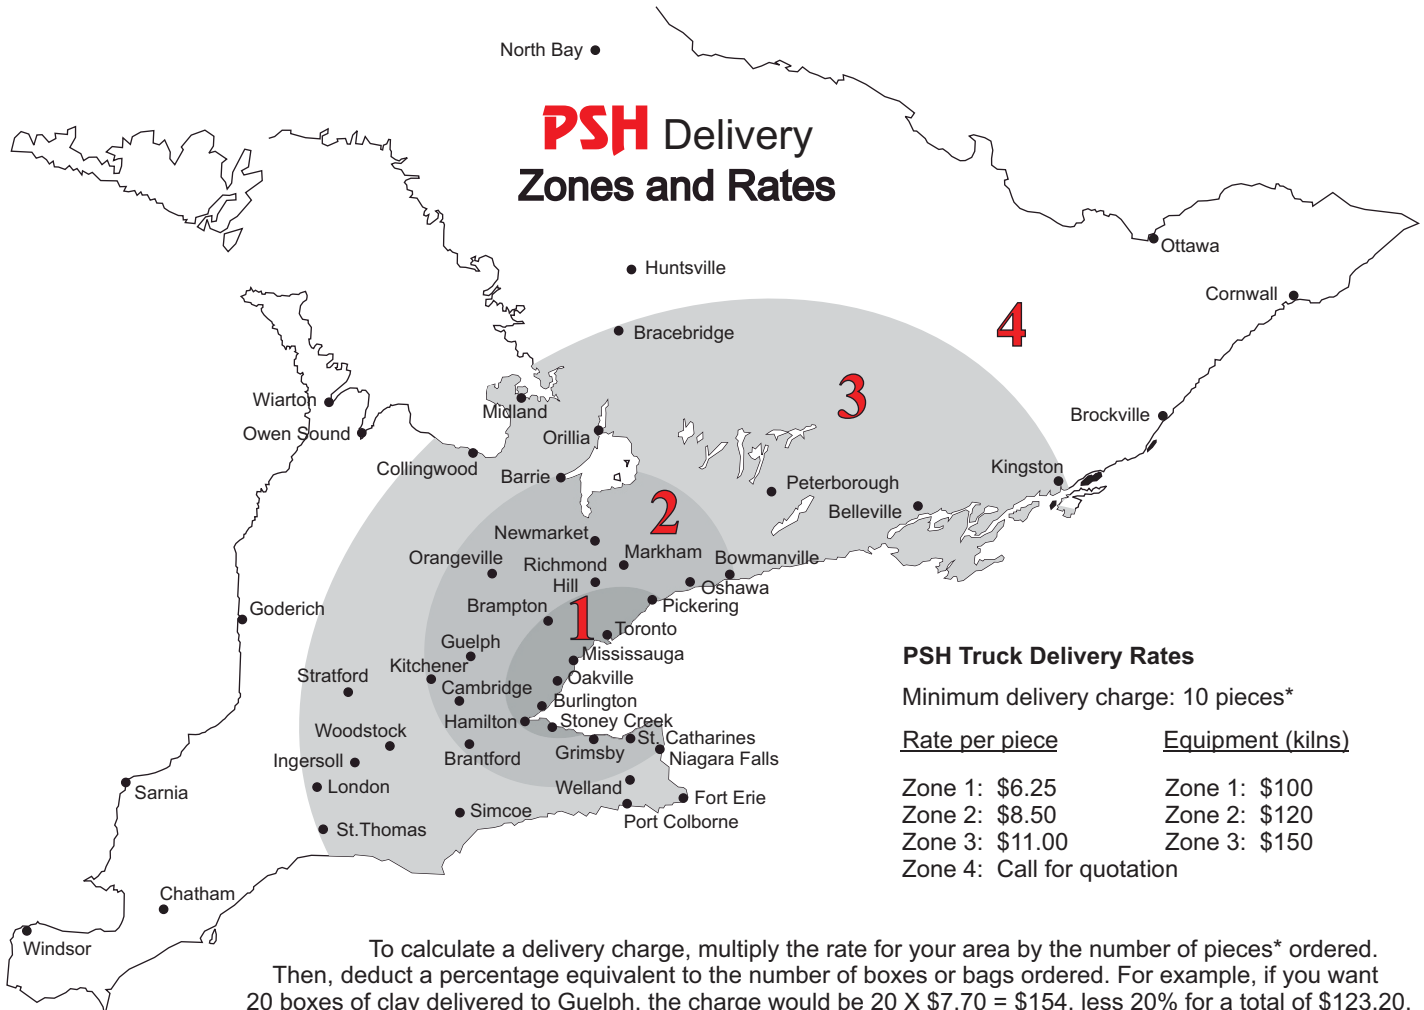 North Bay
PSH Delivery
Zones and Rates
Ottawa
Huntsville
Cornwall
4
Bracebridge
3
Wiarton
Midland
Brockville
Owen Sound
Orillia
Collingwood
Barrie
Kingston
Peterborough
2
Belleville
Newmarket
Orangeville
Markham
Richmond
Hill
Bowmanville
Oshawa
Brampton
1
Pickering
Goderich
Toronto
Guelph
Mississauga
Kitchener
Stratford
Oakville
Cambridge
Burlington
Hamilton
Stoney Creek
Woodstock
St. Catharines
Grimsby
Brantford
Niagara Falls
Ingersoll
London
Welland
Sarnia
Fort Erie
Simcoe
Port Colborne
St.Thomas
Chatham
Windsor
PSH Truck Delivery Rates
Minimum delivery charge: 10 pieces*
Rate per piece Equipment (kilns)
Zone 1: $6.25 Zone 1: $100
Zone 2: $8.50 Zone 2: $120
Zone 3: $11.00 Zone 3: $150
Zone 4: Call for quotation
To calculate a delivery charge, multiply the rate for your area by the number of pieces* ordered.
Then, deduct a percentage equivalent to the number of boxes or bags ordered. For example, if you want
20 boxes of clay delivered to Guelph, the charge would be 20 X $7.70 = $154, less 20% for a total of $123.20.